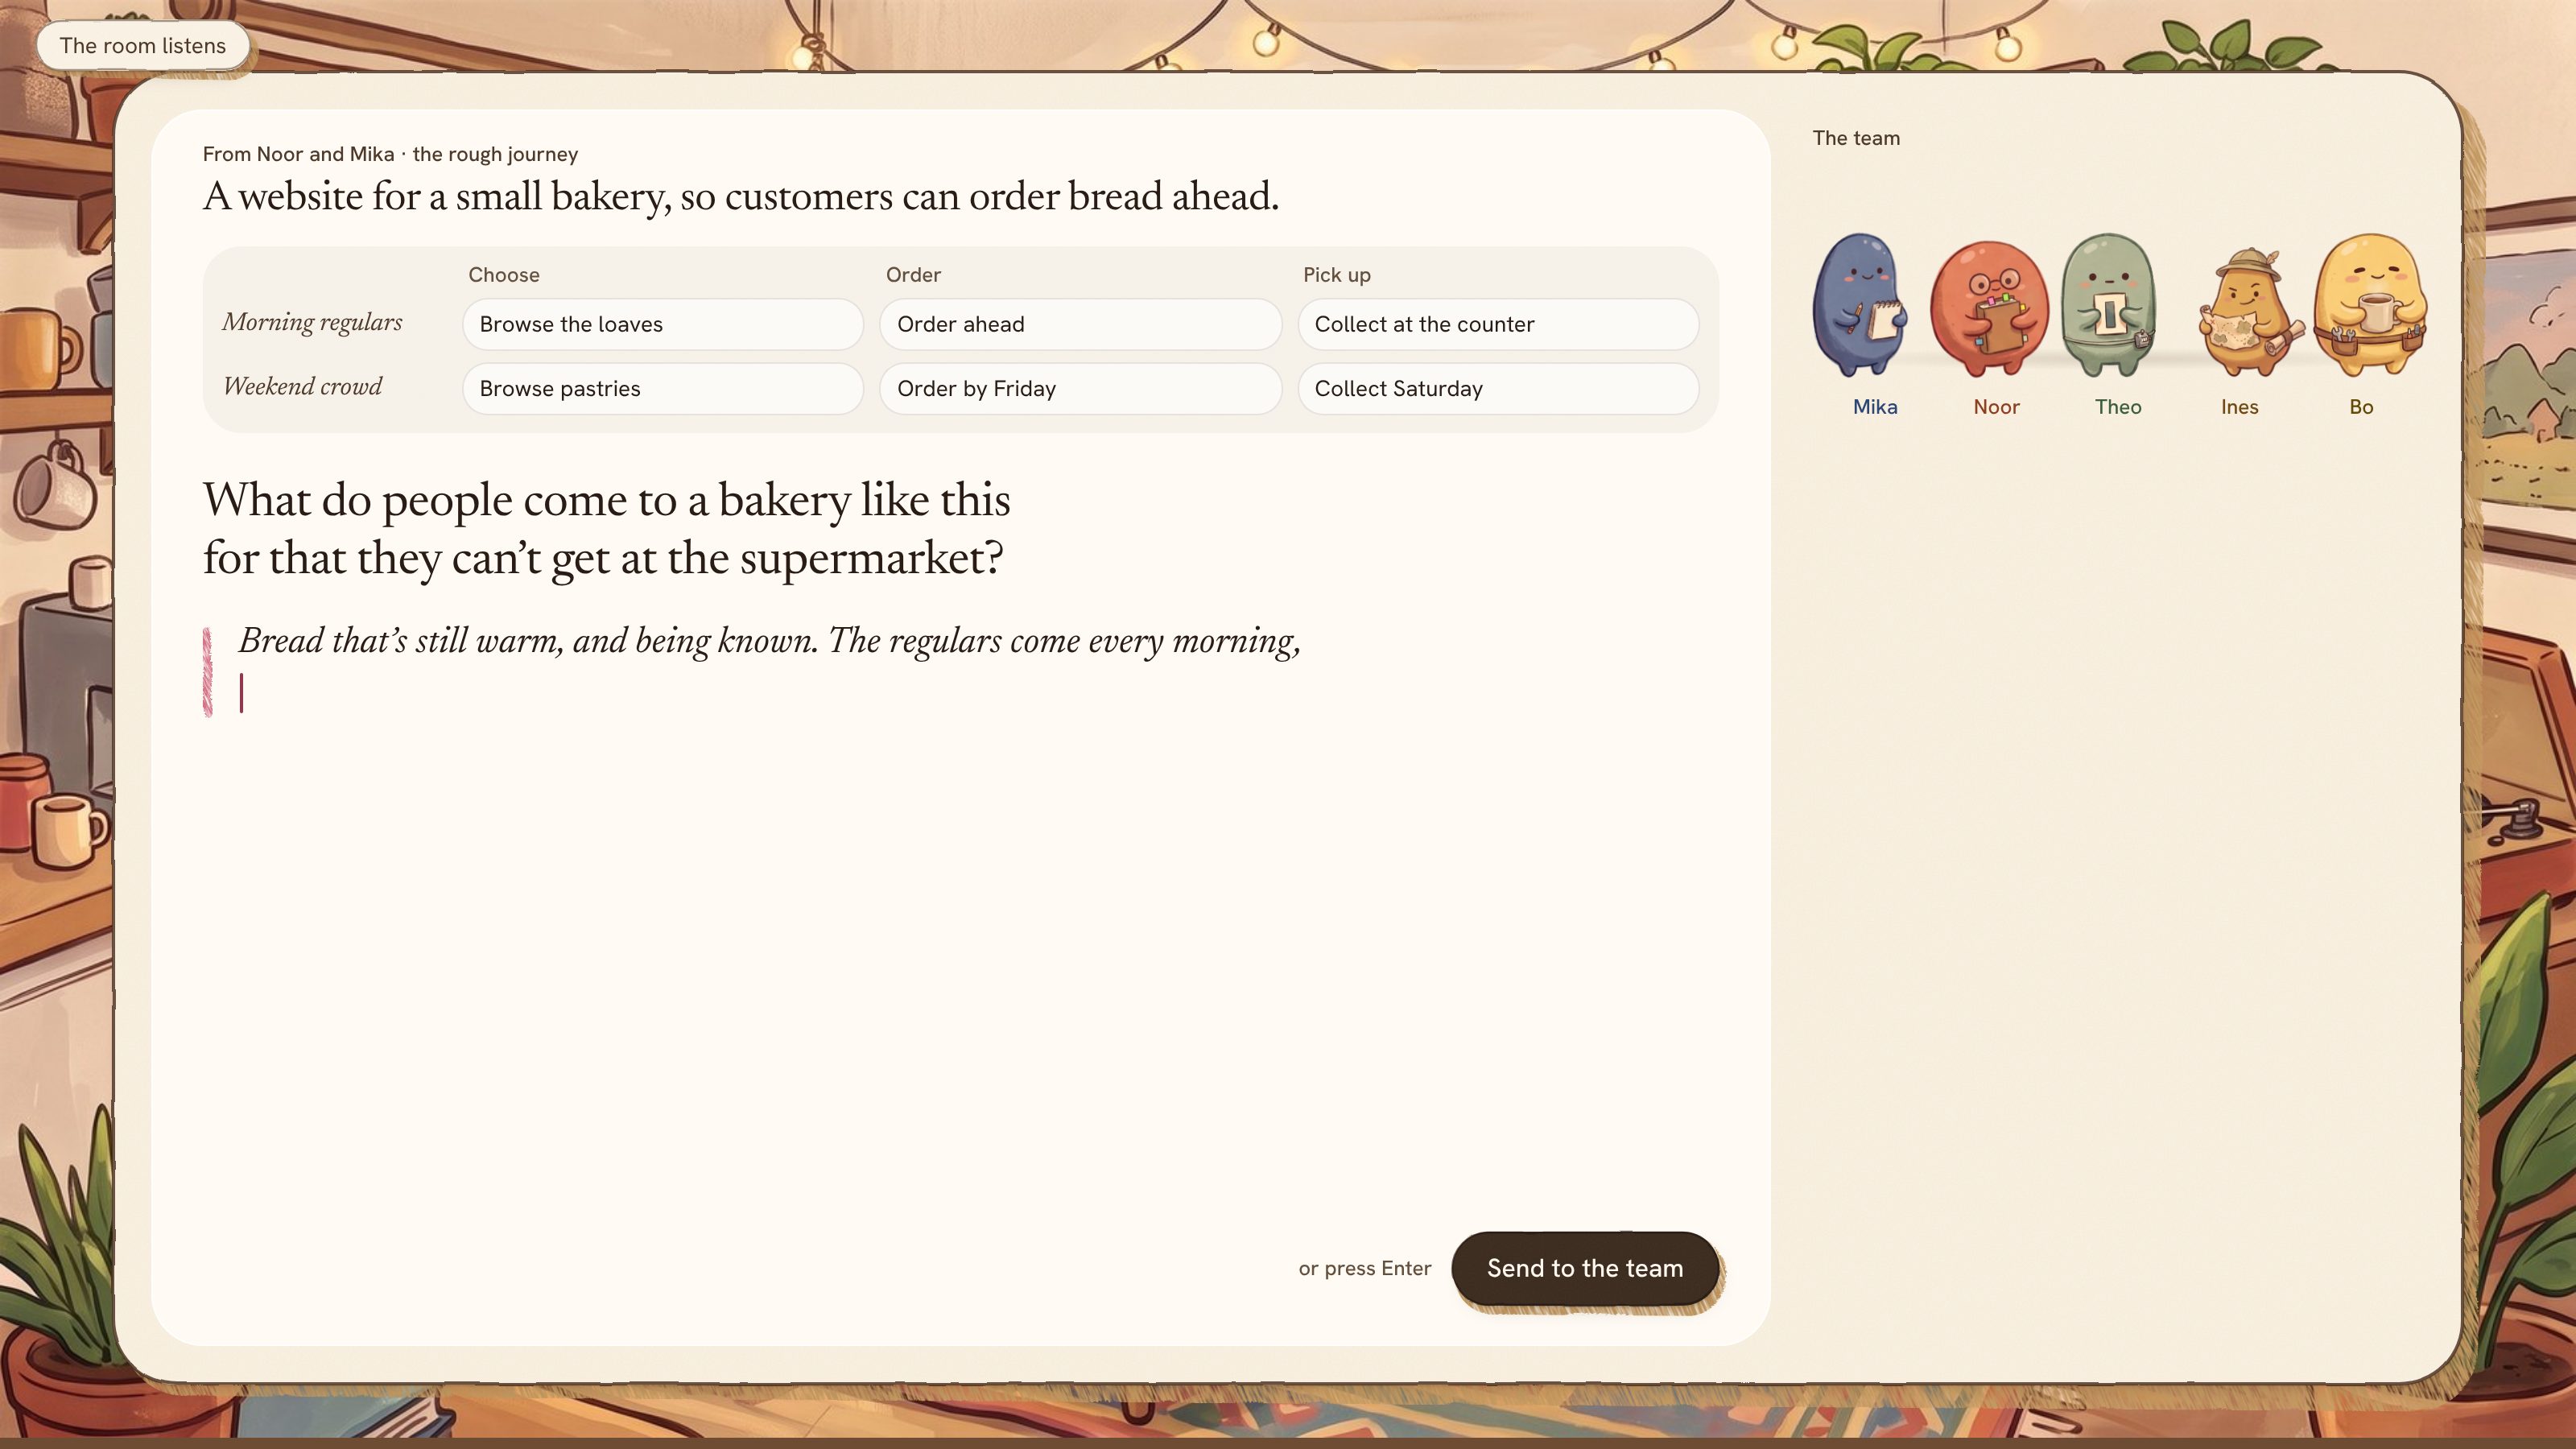 The room listens
From Noor and Mika · the rough journey
A website for a small bakery, so customers can order bread ahead.
Choose Order Pick up
Morning regulars Browse the loaves Order ahead Collect at the counter
Weekend crowd Browse pastries Order by Friday Collect Saturday
What do people come to a bakery like this
for that they can’t get at the supermarket?
Bread that’s still warm, and being known. The regulars come every morning,
or press Enter Send to the team
The team
Mika Noor Theo Ines Bo